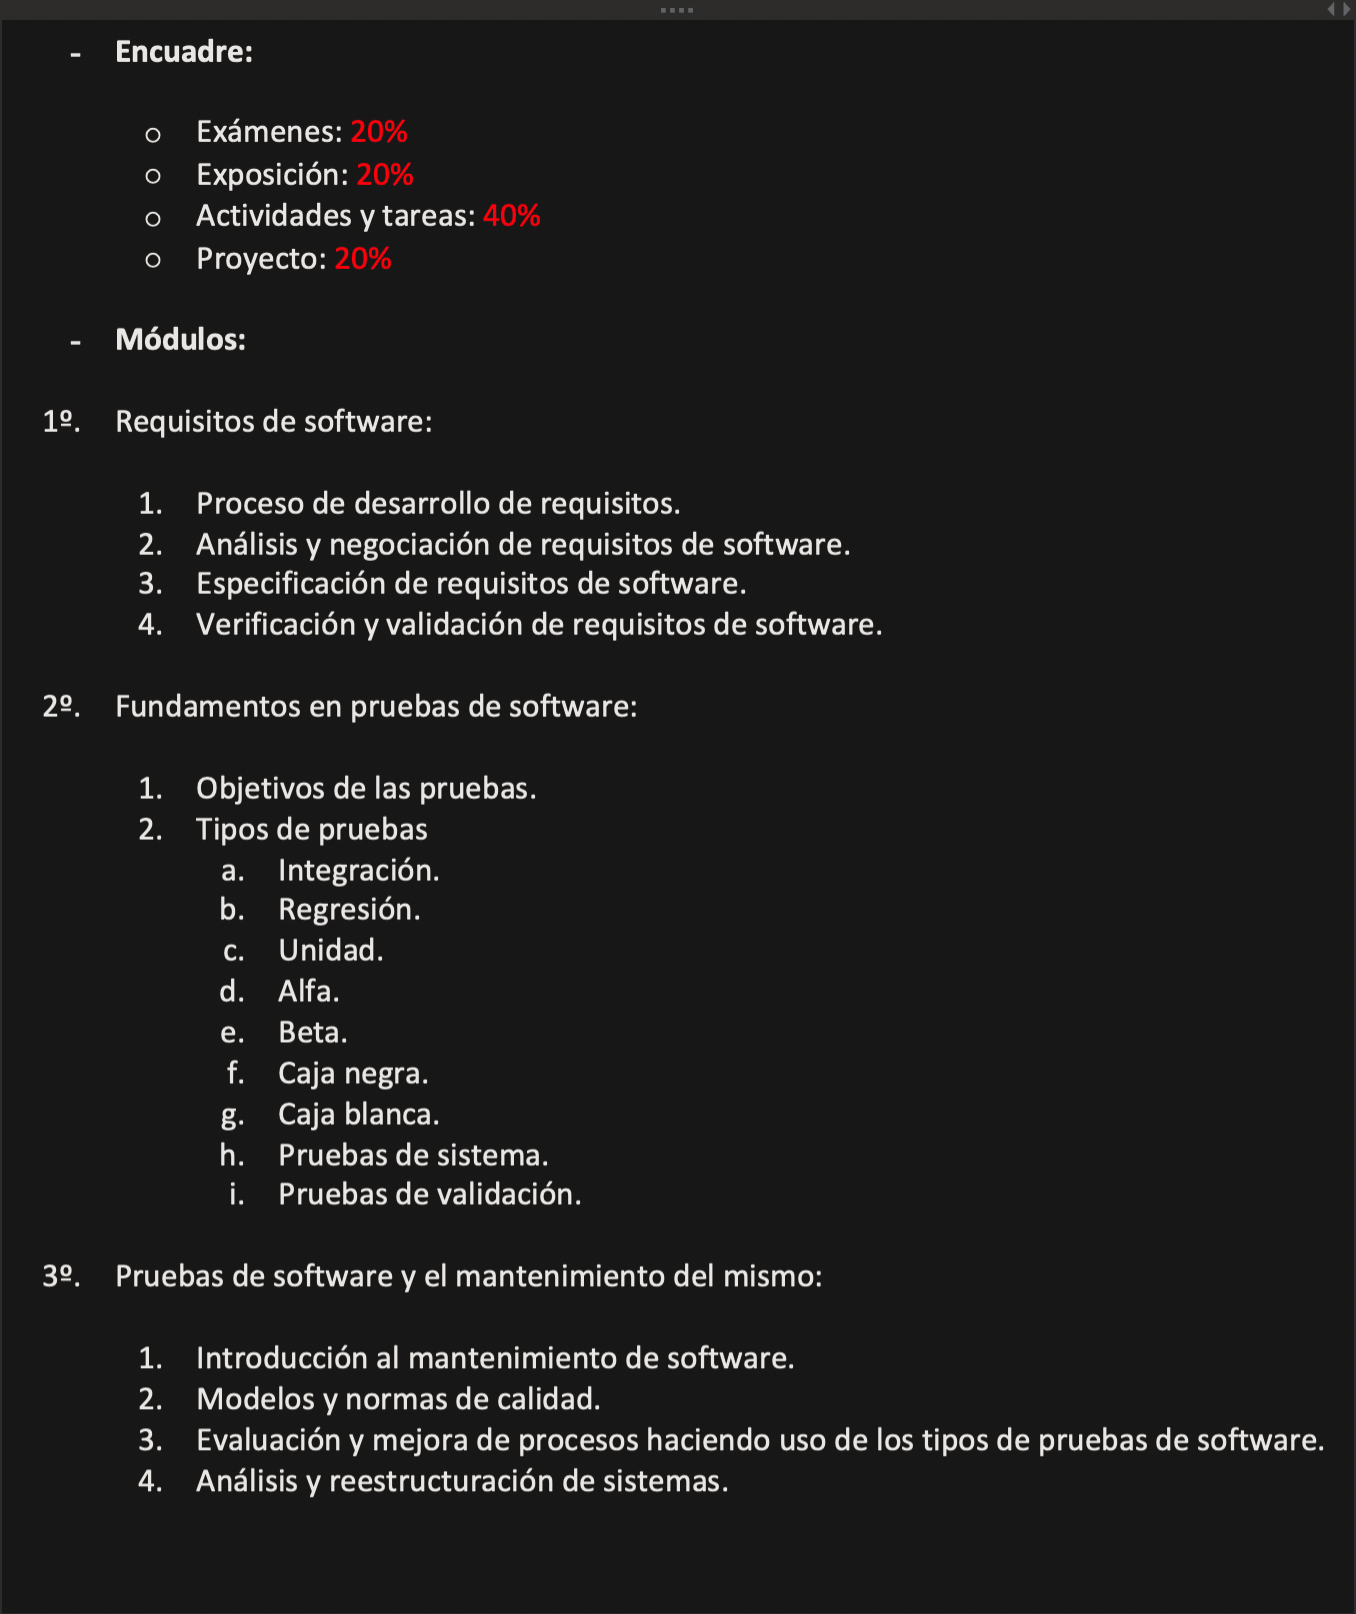 - Encuadre:
o Exámenes: 20%
o Exposición: 20%
o Actividades y tareas: 40%
o Proyecto: 20%
- Módulos:
1º. Requisitos de software:
1. Proceso de desarrollo de requisitos.
2. Análisis y negociación de requisitos de software.
3. Especificación de requisitos de software.
4. Verificación y validación de requisitos de software.
2º. Fundamentos en pruebas de software:
1. Objetivos de las pruebas.
2. Tipos de pruebas
a. Integración.
b. Regresión.
c. Unidad.
d. Alfa.
e. Beta.
f. Caja negra.
g. Caja blanca.
h. Pruebas de sistema.
i. Pruebas de validación.
3º. Pruebas de software y el mantenimiento del mismo:
1. Introducción al mantenimiento de software.
2. Modelos y normas de calidad.
3. Evaluación y mejora de procesos haciendo uso de los tipos de pruebas de software.
4. Análisis y reestructuración de sistemas.